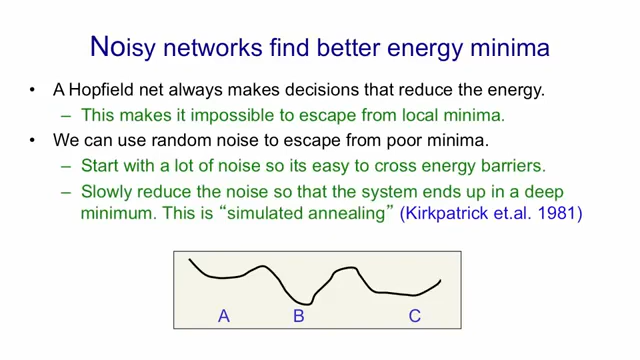 Noisy networks find better energy minima
• A Hopfield net always makes decisions that reduce the energy.
– This makes it impossible to escape from local minima.
• We can use random noise to escape from poor minima.
– Start with a lot of noise so its easy to cross energy barriers.
– Slowly reduce the noise so that the system ends up in a deep
minimum. This is “simulated annealing” (Kirkpatrick et.al. 1981)
A B C